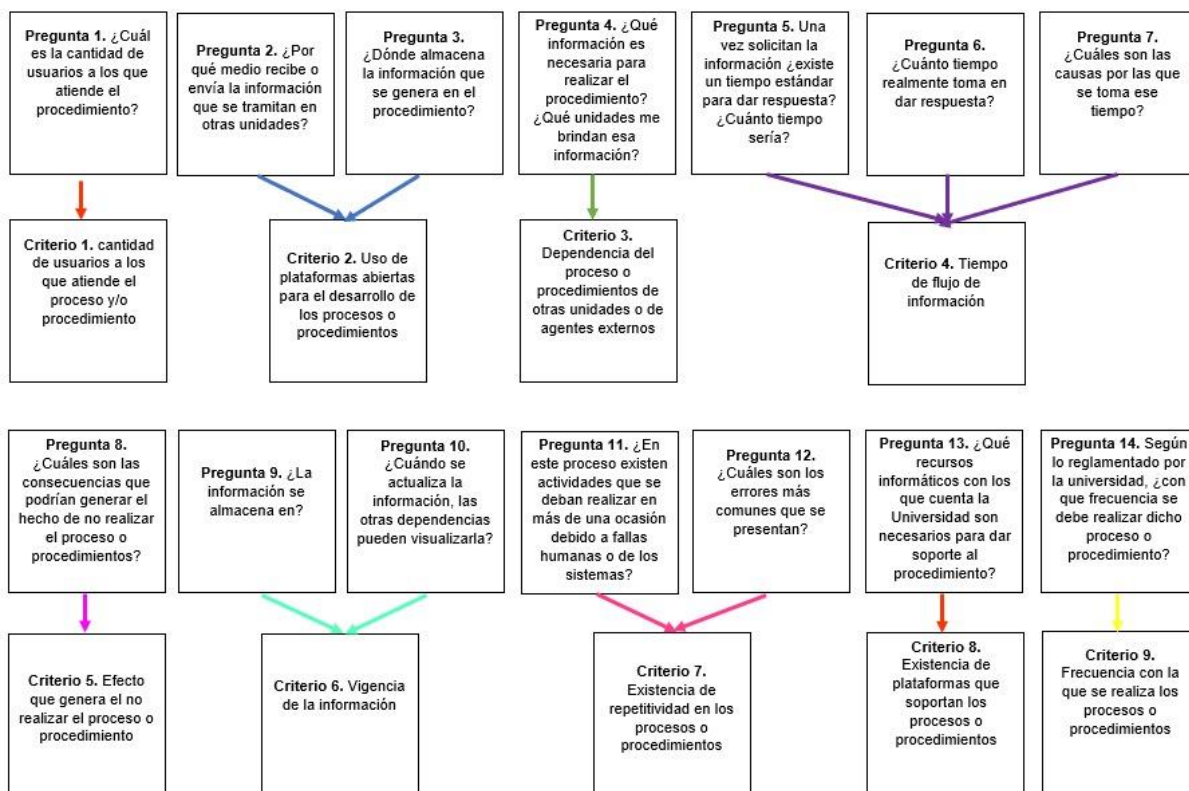 Pregunta 1. ¿Cuál
es la cantidad de
usuarios a los que
atiende el
procedimiento?
Pregunta 2. ¿Por
qué medio recibe o
envía la información
que se tramitan en
otras unidades?
Pregunta 3.
¿Dónde almacena
la información que
se genera en el
procedimiento?
Pregunta 4. ¿Qué
información es
necesaria para
realizar el
procedimiento?
¿Qué unidades me
brindan esa
información?
Pregunta 5. Una
vez solicitan la
información ¿existe
un tiempo estándar
para dar respuesta?
¿Cuánto tiempo
sería?
Pregunta 6.
¿Cuánto tiempo
realmente toma en
dar respuesta?
Pregunta 7.
¿Cuáles son las
causas por las que
se toma ese
tiempo?
Criterio 1. cantidad
de usuarios a los
que atiende el
proceso y/o
procedimiento
Criterio 2. Uso de
plataformas abiertas
para el desarrollo de
los procesos o
procedimientos
Criterio 3.
Dependencia del
proceso o
procedimientos de
otras unidades o de
agentes externos
Criterio 4. Tiempo
de flujo de
información
Pregunta 8.
¿Cuáles son las
consecuencias que
podrían generar el
hecho de no realizar
el proceso o
procedimientos?
Pregunta 9. ¿La
información se
almacena en?
Pregunta 10.
¿Cuándo se
actualiza la
información, las
otras dependencias
pueden visualizarla?
Pregunta 11. ¿En
este proceso existen
actividades que se
deban realizar en
más de una ocasión
debido a fallas
humanas o de los
sistemas?
Pregunta 12.
¿Cuáles son los
errores más
comunes que se
presentan?
Pregunta 13. ¿Qué
recursos
informáticos con los
que cuenta la
Universidad son
necesarios para dar
soporte al
procedimiento?
Pregunta 14. Según
lo reglamentado por
la universidad, ¿con
que frecuencia se
debe realizar dicho
proceso o
procedimiento?
Criterio 5. Efecto
que genera el no
realizar el proceso o
procedimiento
Criterio 6. Vigencia
de la información
Criterio 7.
Existencia de
repetitividad en los
procesos o
procedimientos
Criterio 8.
Existencia de
plataformas que
soportan los
procesos o
procedimientos
Criterio 9.
Frecuencia con la
que se realiza los
procesos o
procedimientos